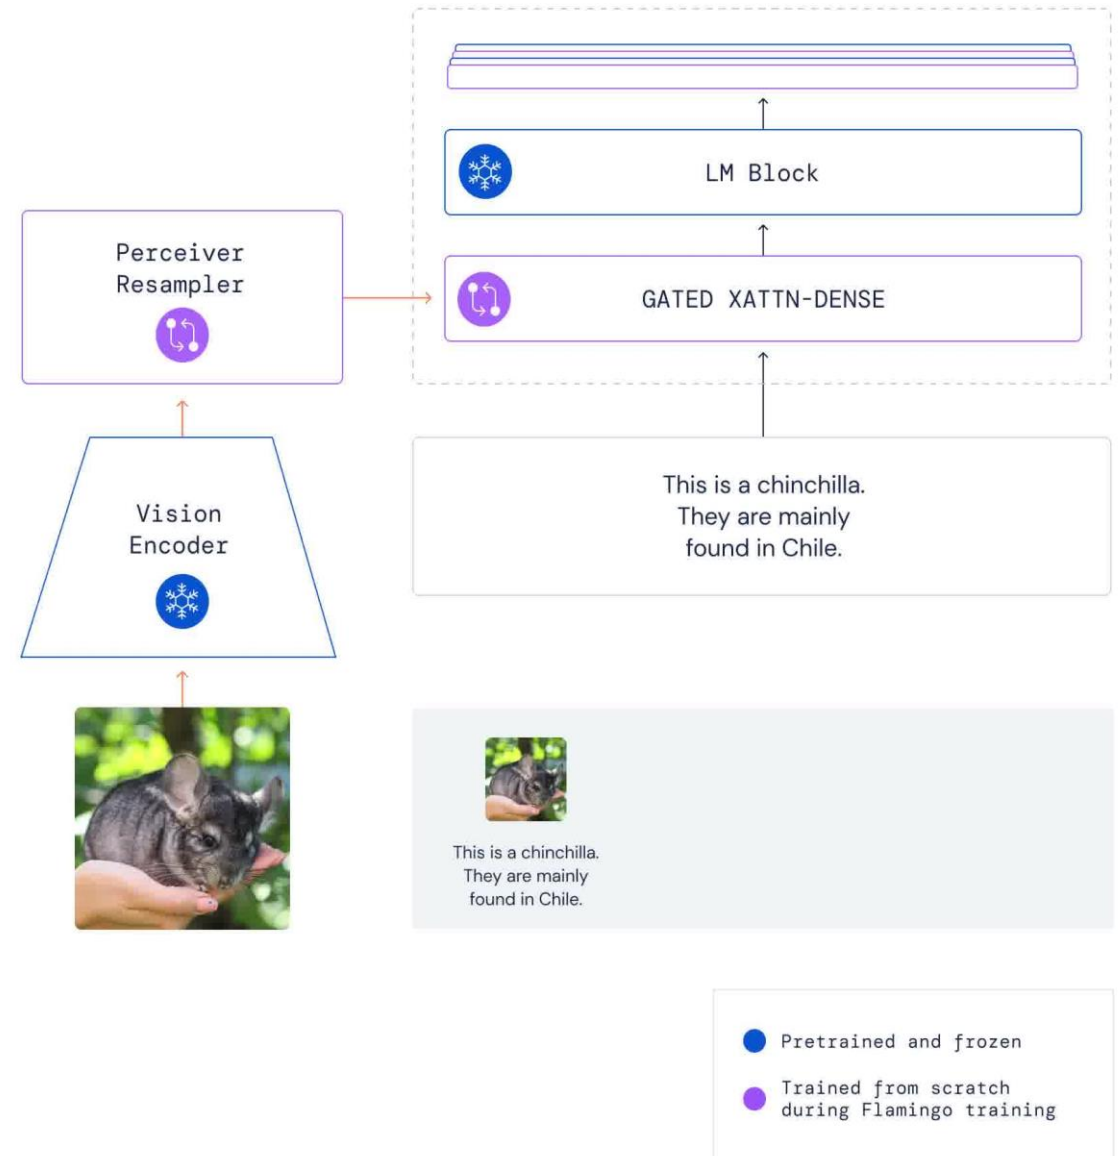 LM Block
Perceiver
Resampler
GATED XATTN-DENSE
Vision
Encoder
This is a chinchilla.
They are mainly
found in Chile.
This is a chinchilla.
They are mainly
found in Chile.
Pretrained and frozen
Trained from scratch
during Flamingo training